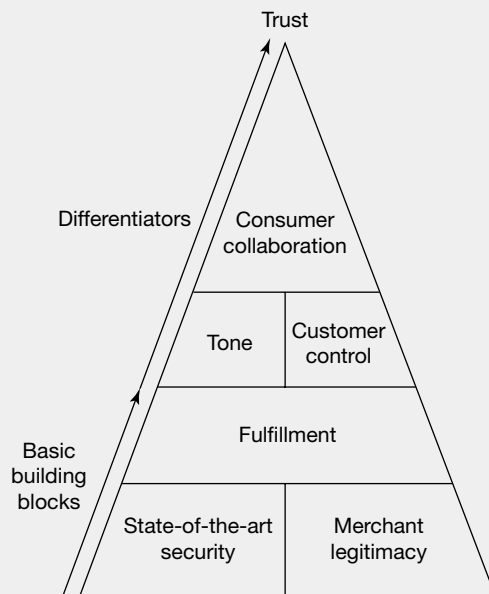 Trust
Differentiators
Consumer
collaboration
Tone
Customer
control
Fulfillment
Basic
building
blocks
State-of-the-art
security
Merchant
legitimacy